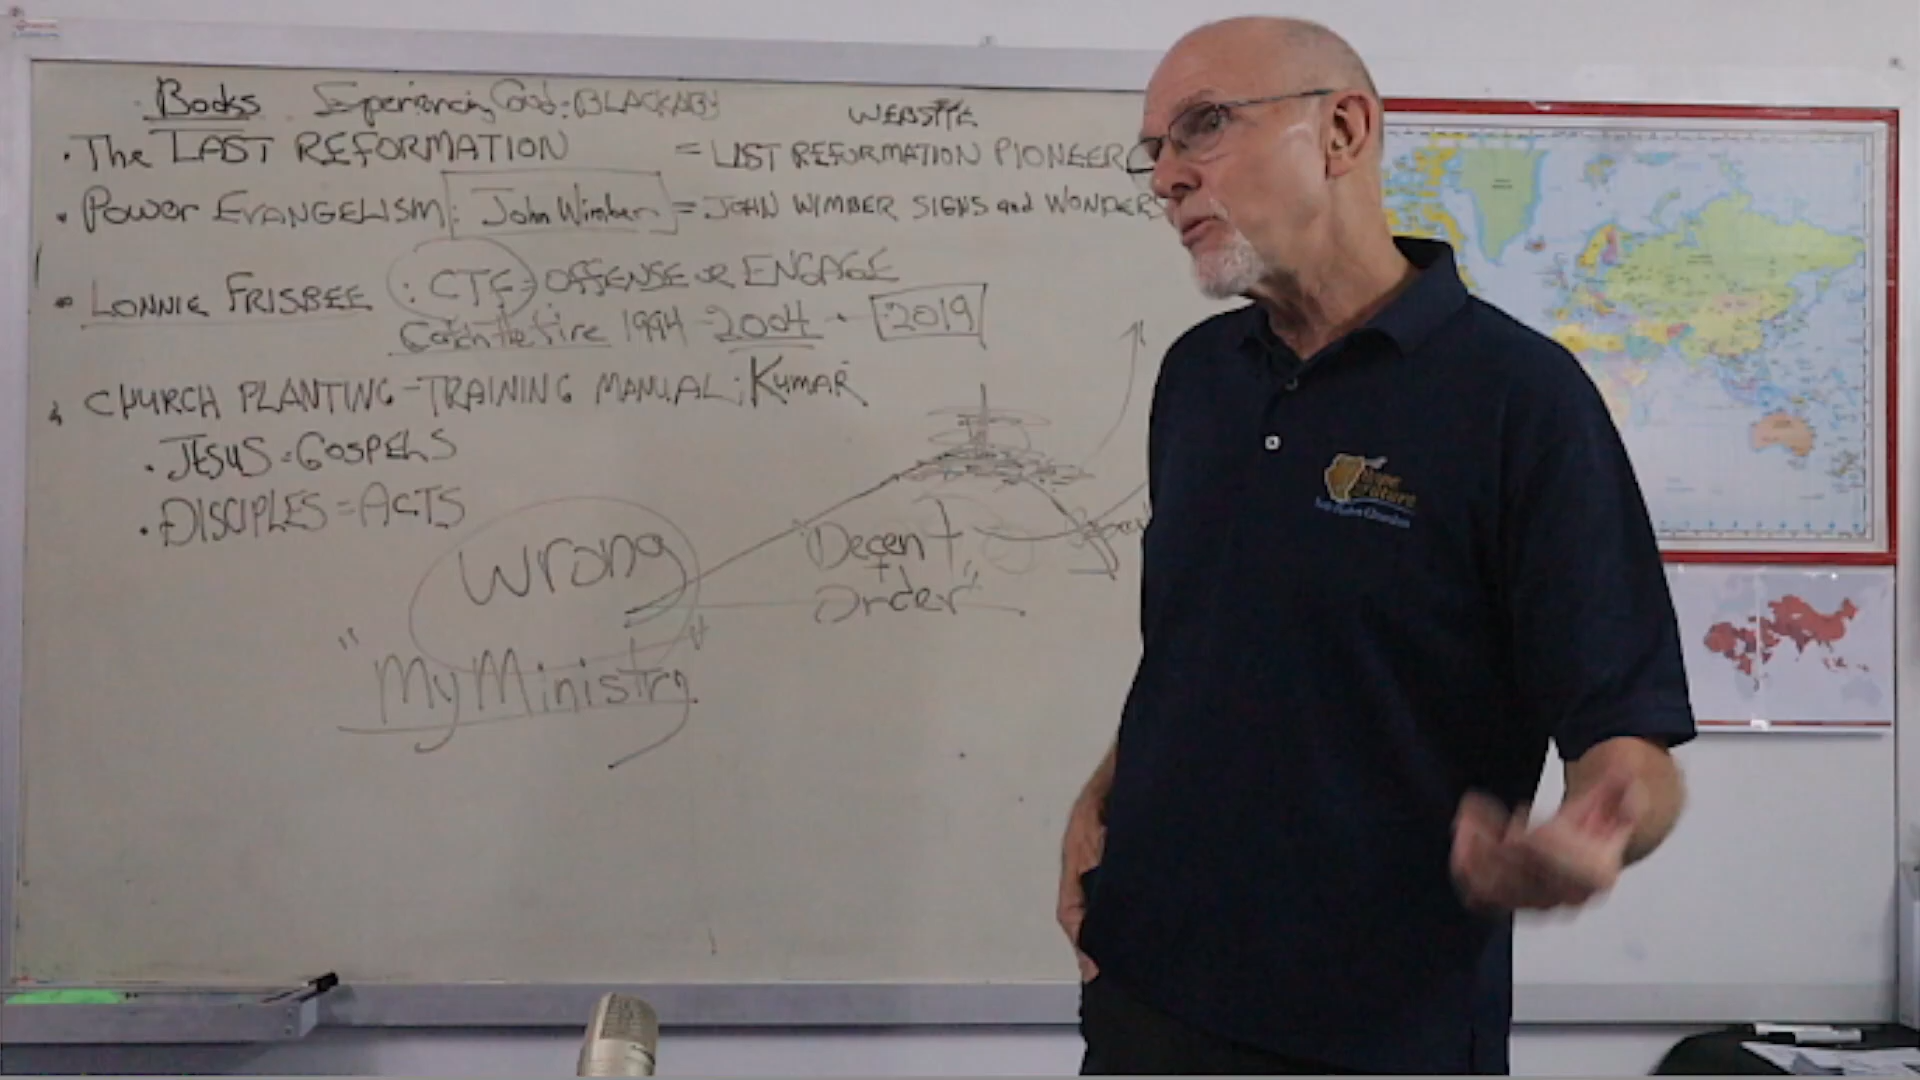 Books Experiencing God: BLACKABY
WEBSITE
• The LAST REFORMATION = LIST REFORMATION PIONEER
• POWER EVANGELISM: John Wimber = JOHN WIMBER SIGNS and WONDERS
• LONNIE FRISBEE : CTF= OFFENSE or ENGAGE
Catch the Fire 1994 - 2004 - 2019
CHURCH PLANTING - TRAINING MANUAL; KUMAR
• JESUS = GOSPELS
• DISCIPLES = ACTS
Wrong
Decent
+
Order"
"My Ministry"